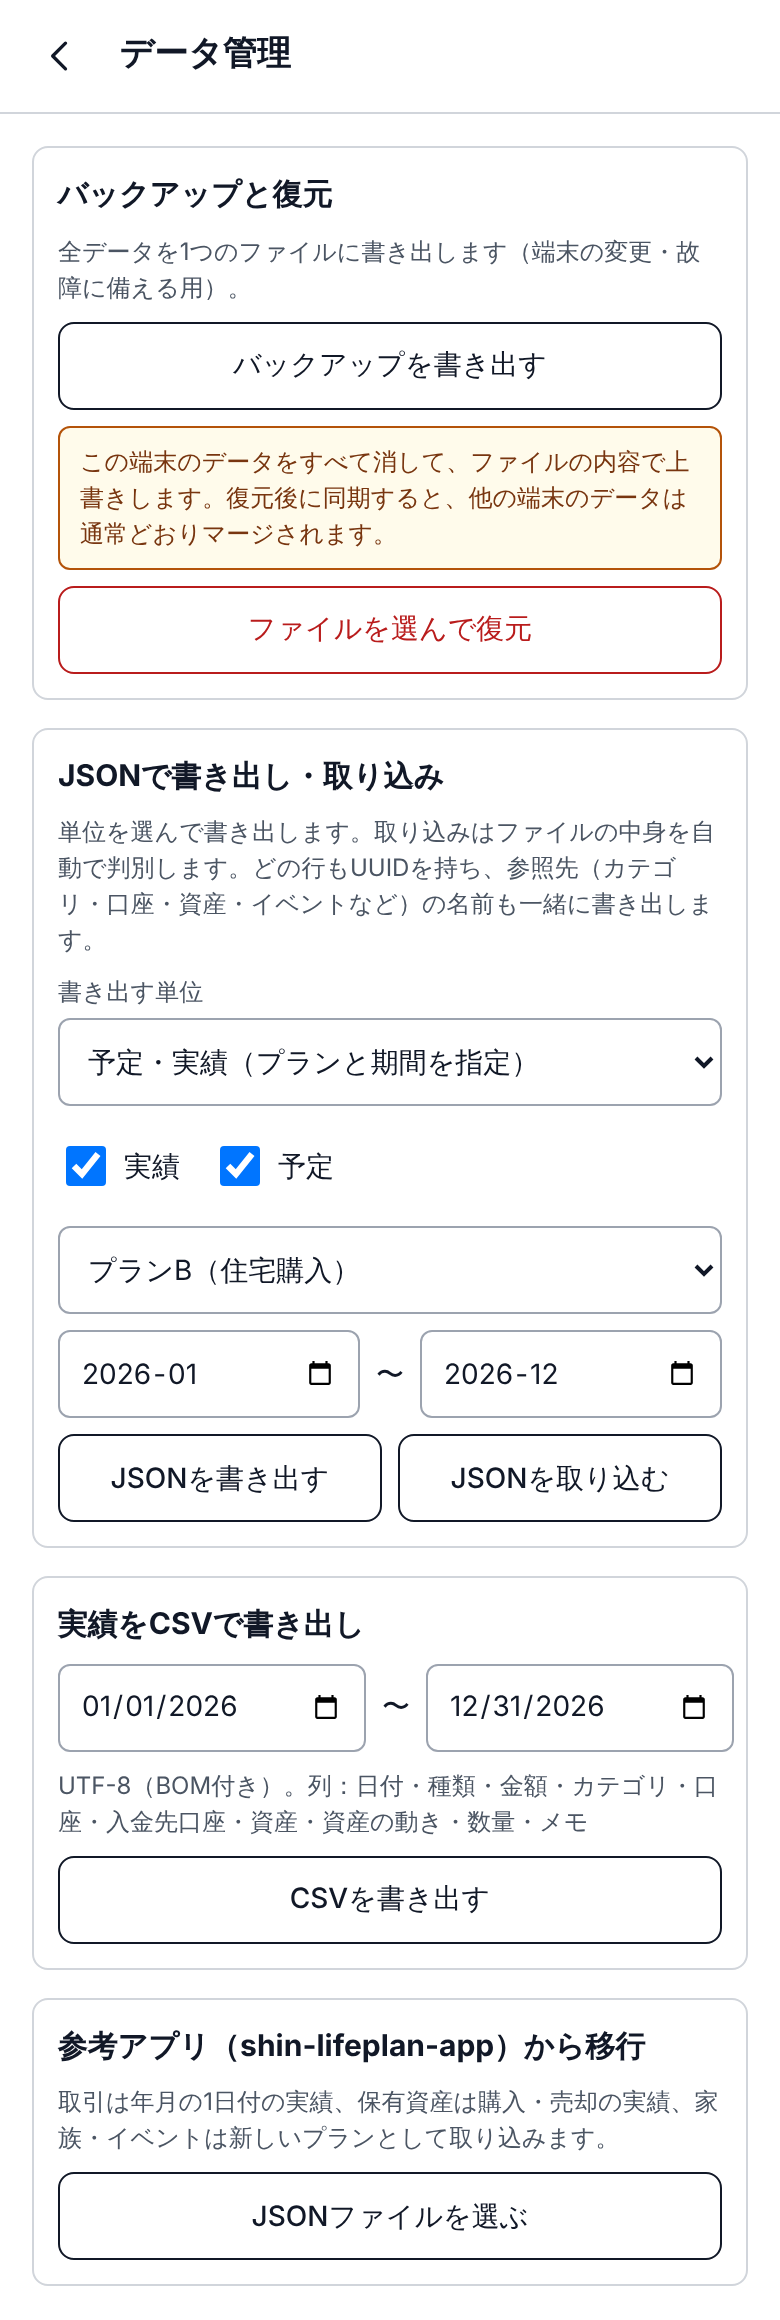 データ管理
バックアップと復元
全データを1つのファイルに書き出します（端末の変更・故
障に備える用）。
バックアップを書き出す
この端末のデータをすべて消して、ファイルの内容で上
書きします。復元後に同期すると、他の端末のデータは
通常どおりマージされます。
ファイルを選んで復元
JSONで書き出し・取り込み
単位を選んで書き出します。取り込みはファイルの中身を自
動で判別します。どの行もUUIDを持ち、参照先（カテゴ
リ・口座・資産・イベントなど）の名前も一緒に書き出しま
す。
書き出す単位
予定・実績（プランと期間を指定）
実績 予定
プランB（住宅購入）
2026-01 〜 2026-12
JSONを書き出す JSONを取り込む
実績をCSVで書き出し
01/01/2026 〜 12/31/2026
UTF-8（BOM付き）。列：日付・種類・金額・カテゴリ・口
座・入金先口座・資産・資産の動き・数量・メモ
CSVを書き出す
参考アプリ（shin-lifeplan-app）から移行
取引は年月の1日付の実績、保有資産は購入・売却の実績、家
族・イベントは新しいプランとして取り込みます。
JSONファイルを選ぶ